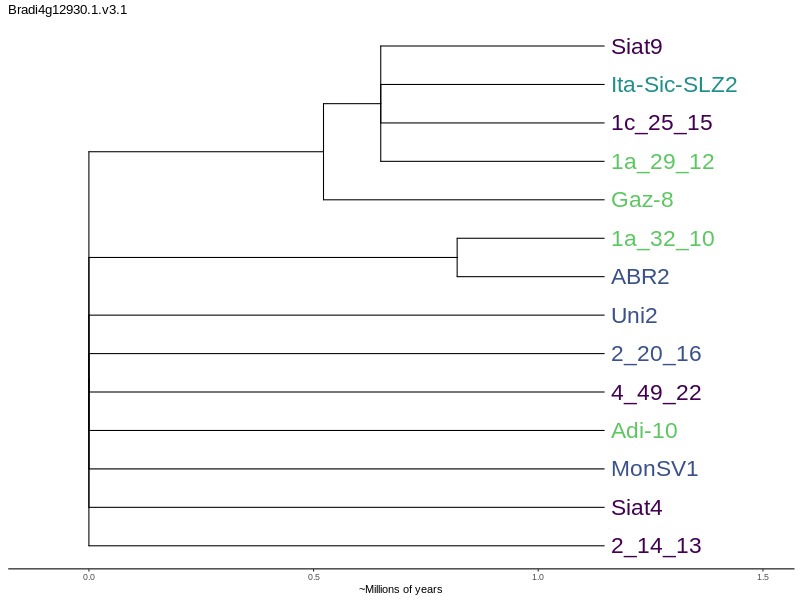 Bradi4g12930.1.v3.1
Siat9
Ita-Sic-SLZ2
1c_25_15
1a_29_12
Gaz-8
1a_32_10
ABR2
Uni2
2_20_16
4_49_22
Adi-10
MonSV1
Siat4
2_14_13
0.0 0.5 1.0 1.5
~Millions of years